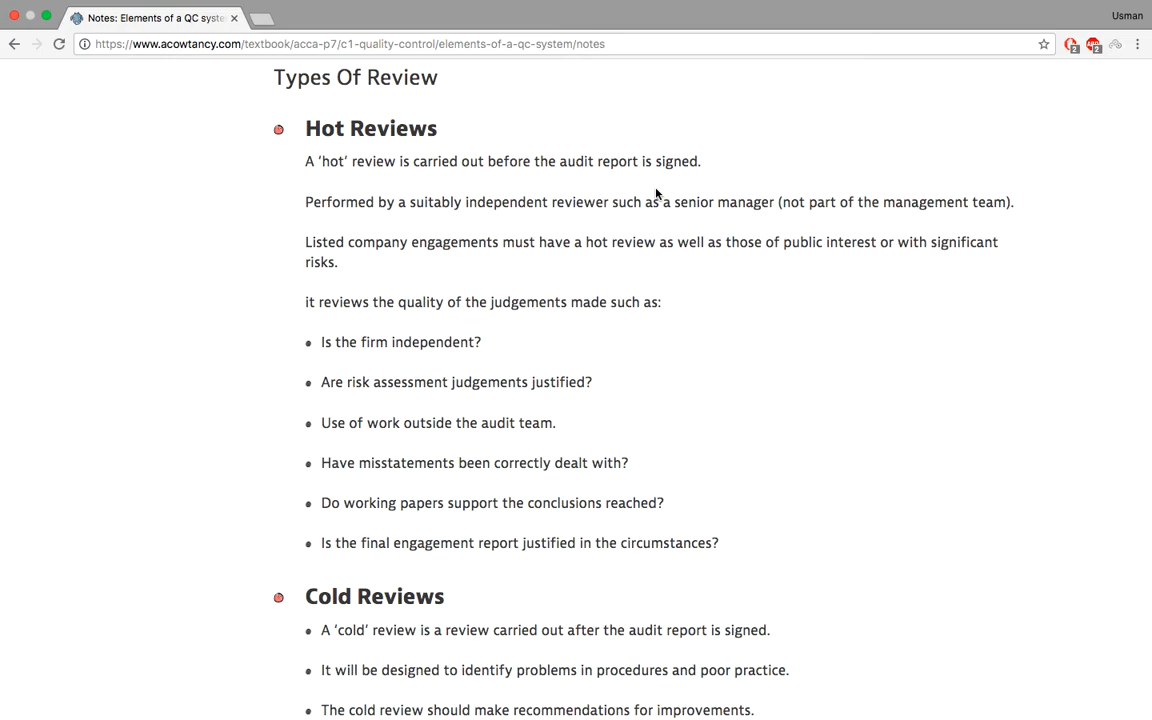 Notes: Elements of a QC syste
Usman
https://www.acowtancy.com/textbook/acca-p7/c1-quality-control/elements-of-a-qc-system/notes
2
2
Types Of Review
Hot Reviews
A ‘hot’ review is carried out before the audit report is signed.
Performed by a suitably independent reviewer such as a senior manager (not part of the management team).
Listed company engagements must have a hot review as well as those of public interest or with significant
risks.
it reviews the quality of the judgements made such as:
• Is the firm independent?
• Are risk assessment judgements justified?
• Use of work outside the audit team.
• Have misstatements been correctly dealt with?
• Do working papers support the conclusions reached?
• Is the final engagement report justified in the circumstances?
Cold Reviews
• A ‘cold’ review is a review carried out after the audit report is signed.
• It will be designed to identify problems in procedures and poor practice.
• The cold review should make recommendations for improvements.